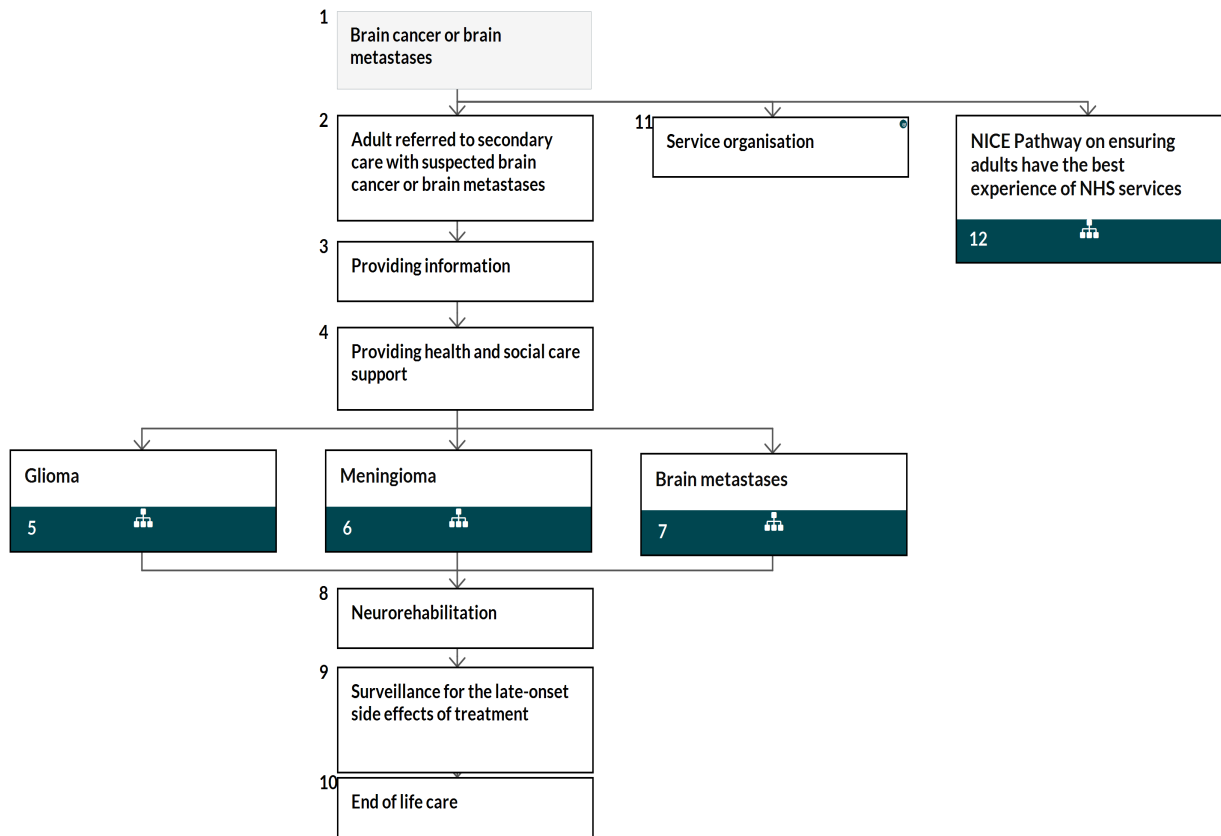 1
Brain cancer or brain
metastases
2
Adult referred to secondary
care with suspected brain
cancer or brain metastases
11
Service organisation
NICE Pathway on ensuring
adults have the best
experience of NHS services
12
3
Providing information
4
Providing health and social care
support
Glioma
5
Meningioma
6
Brain metastases
7
8
Neurorehabilitation
9
Surveillance for the late-onset
side effects of treatment
10
End of life care